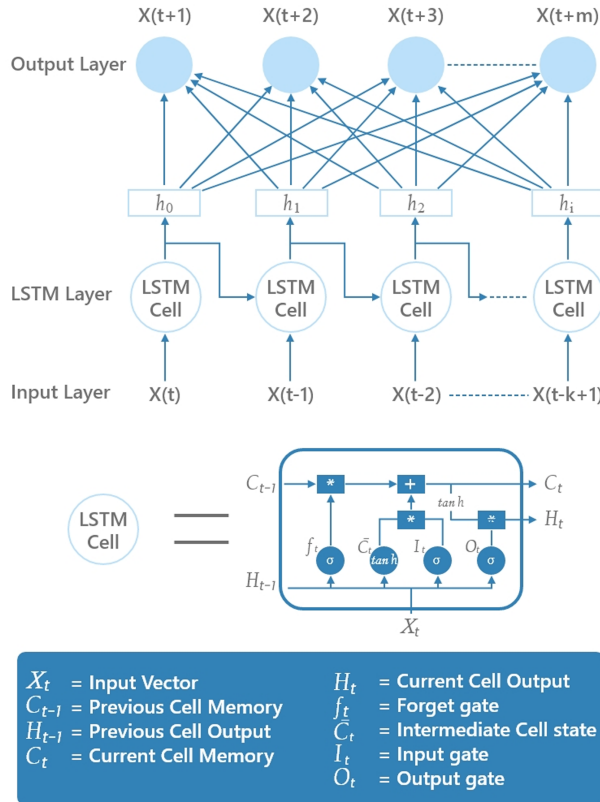 X(t+1) X(t+2) X(t+3) X(t+m)
Output Layer
h₀ h₁ h₂ hᵢ
LSTM Layer
LSTM Cell
LSTM Cell
LSTM Cell
LSTM Cell
Input Layer X(t) X(t-1) X(t-2) X(t-k+1)
LSTM
Cell
Cₜ₋₁ * + Cₜ
tanh
* * Hₜ
fₜ C̄ₜ Iₜ Oₜ
σ tanh σ σ
Hₜ₋₁
Xₜ
Xₜ = Input Vector
Cₜ₋₁ = Previous Cell Memory
Hₜ₋₁ = Previous Cell Output
Cₜ = Current Cell Memory
Hₜ = Current Cell Output
fₜ = Forget gate
C̄ₜ = Intermediate Cell state
Iₜ = Input gate
Oₜ = Output gate